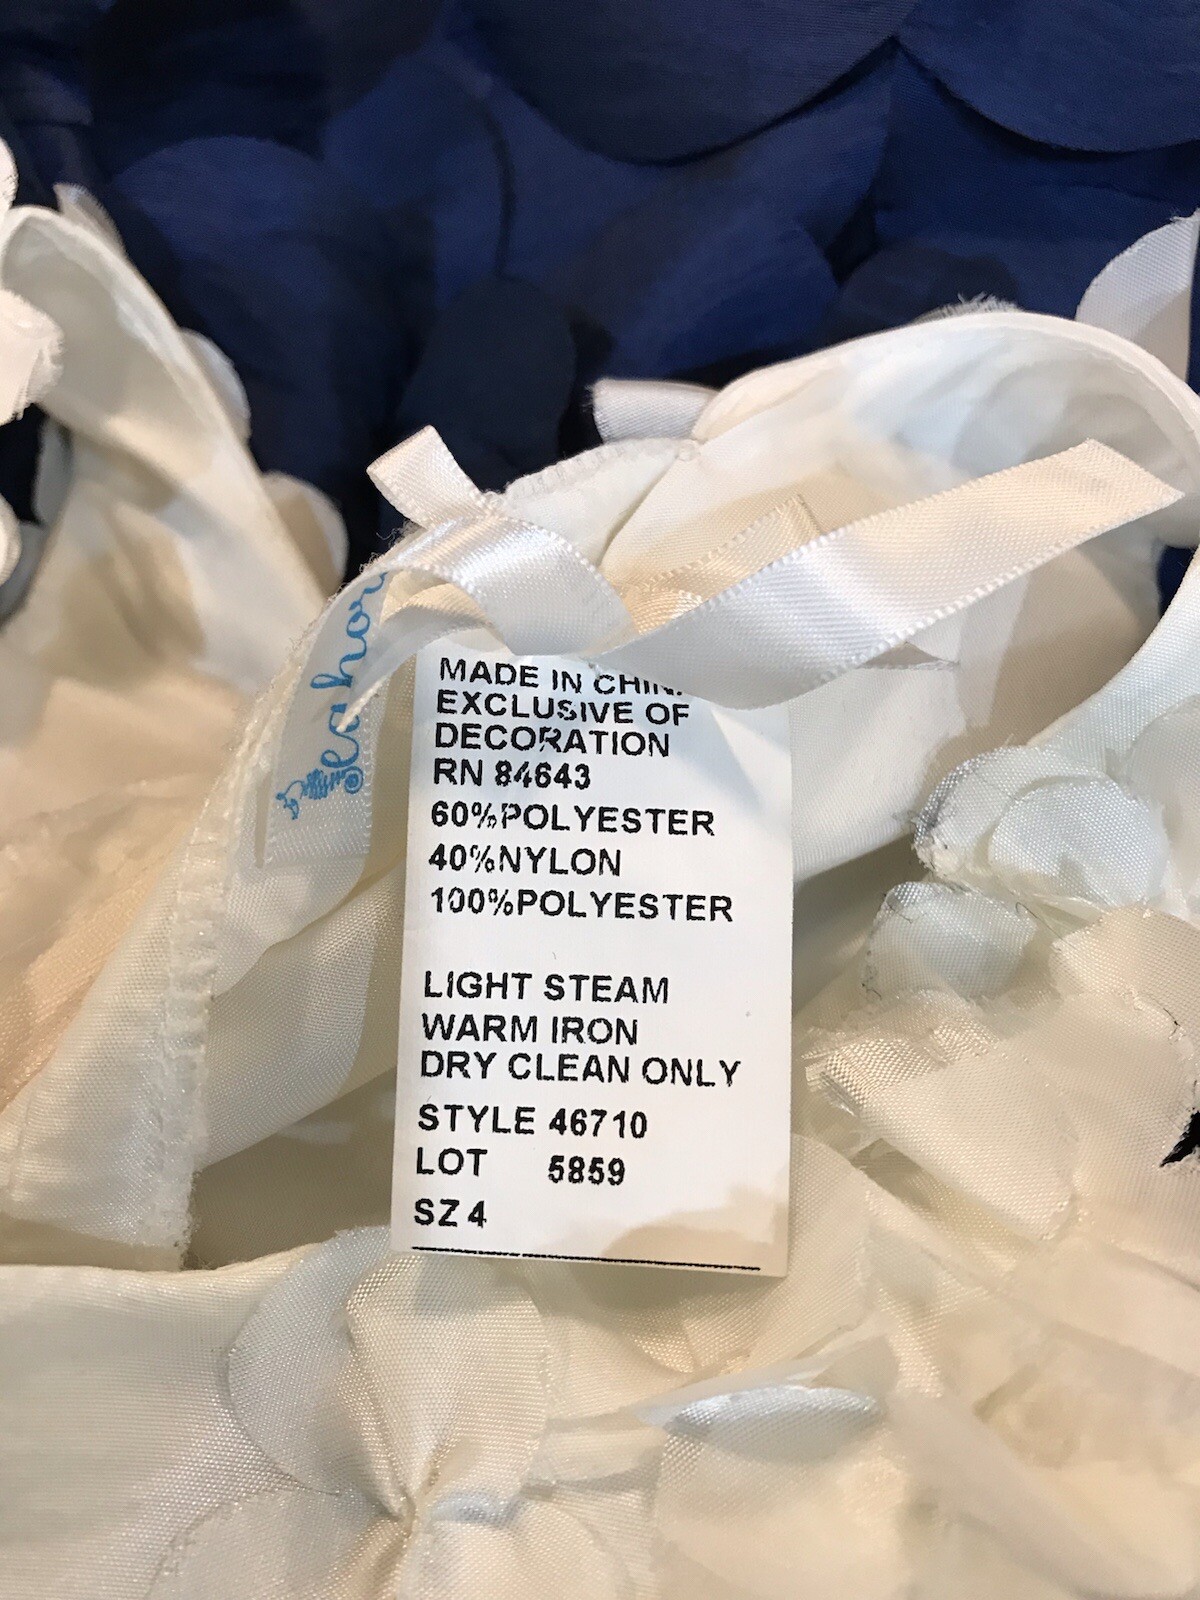 MADE IN CHIN
EXCLUSIVE OF
DECORATION
RN 84643
60%POLYESTER
40%NYLON
100%POLYESTER
LIGHT STEAM
WARM IRON
DRY CLEAN ONLY
STYLE 46710
LOT 5859
SZ 4